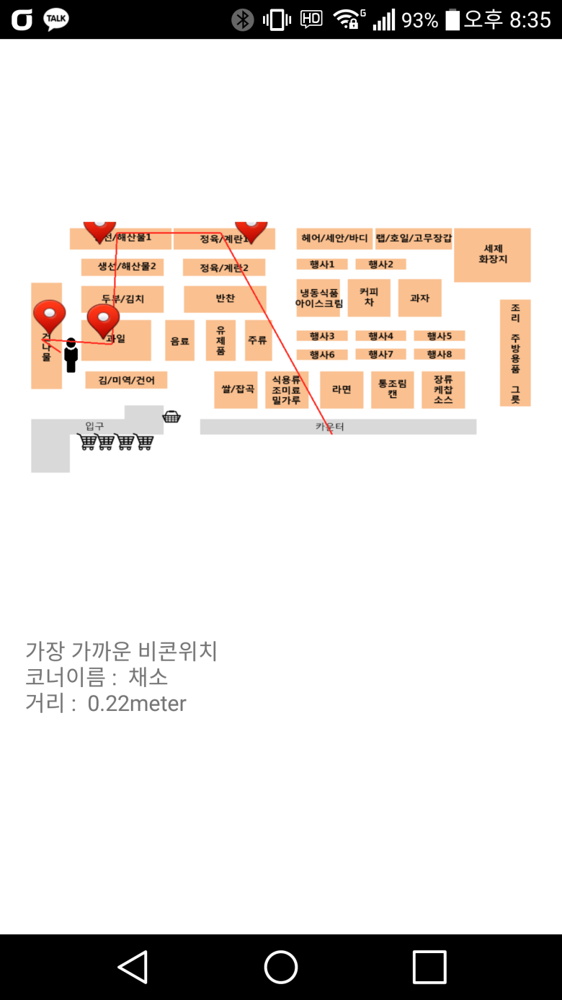 TALK HD G 93% 오후 8:35
생선/해산물1
정육/계란1
헤어/세안/바디
랩/호일/고무장갑
세제
화장지
생선/해산물2
정육/계란2
행사1
행사2
두부/김치
반찬
냉동식품
아이스크림
커피
차
과자
조리 주방용품 그릇
나물
과일
음료
유제품
주류
행사3
행사4
행사5
행사6
행사7
행사8
김/미역/건어
쌀/잡곡
식용류
조미료
밀가루
라면
통조림
캔
장류
케찹
소스
입구
카운터
가장 가까운 비콘위치
코너이름 : 채소
거리 : 0.22meter